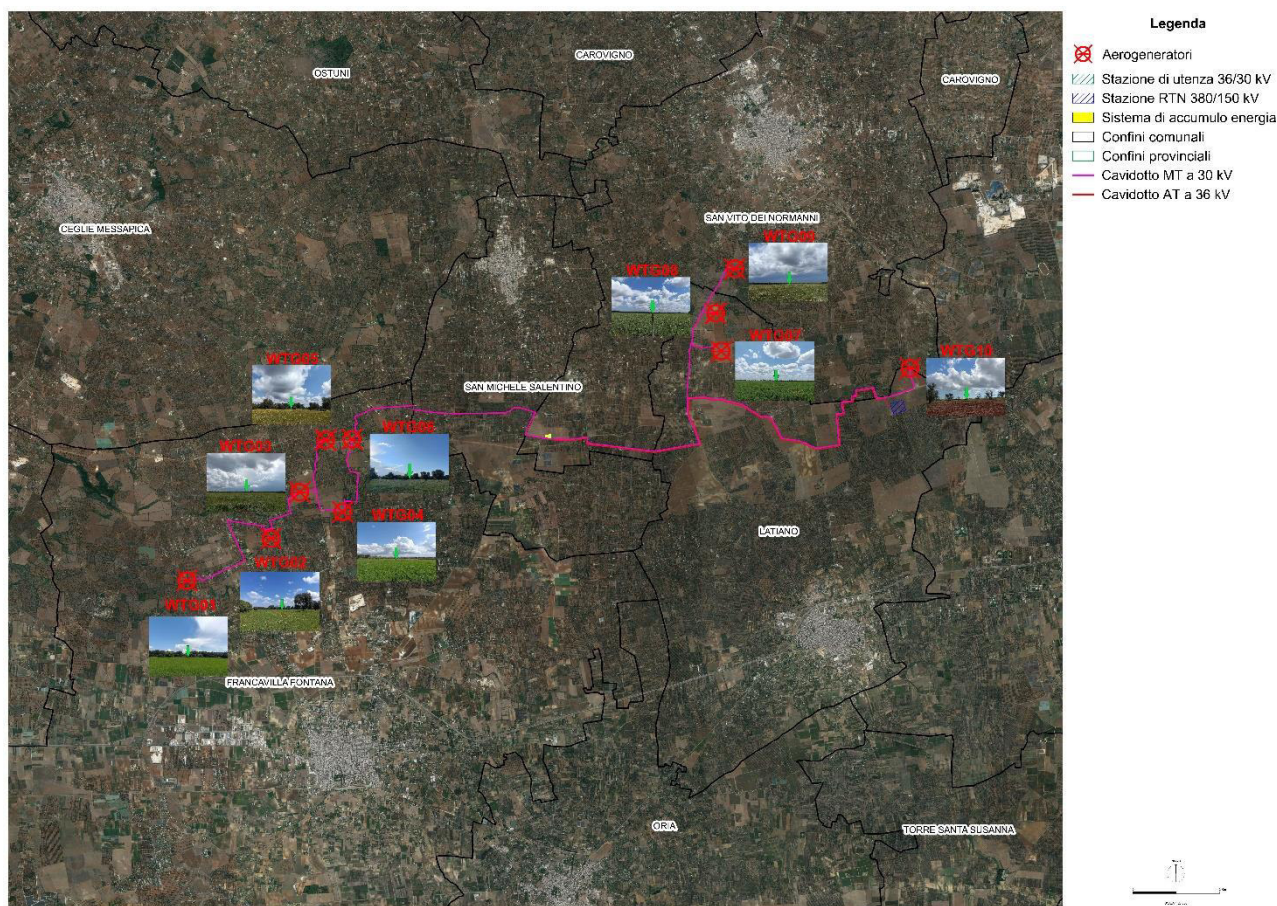 Legenda
Aerogeneratori
Stazione di utenza 36/30 kV
Stazione RTN 380/150 kV
Sistema di accumulo energia
Confini comunali
Confini provinciali
Cavidotto MT a 30 kV
Cavidotto AT a 36 kV
CAROVIGNO
OSTUNI
CAROVIGNO
CEGLIE MESSAPICA
SAN VITO DEI NORMANNI
WTG09
WTG08
WTG07
WTG10
WTG05
SAN MICHELE SALENTINO
WTG06
WTG03
WTG04
LATIANO
WTG02
WTG01
FRANCAVILLA FONTANA
ORIA
TORRE SANTA SUSANNA